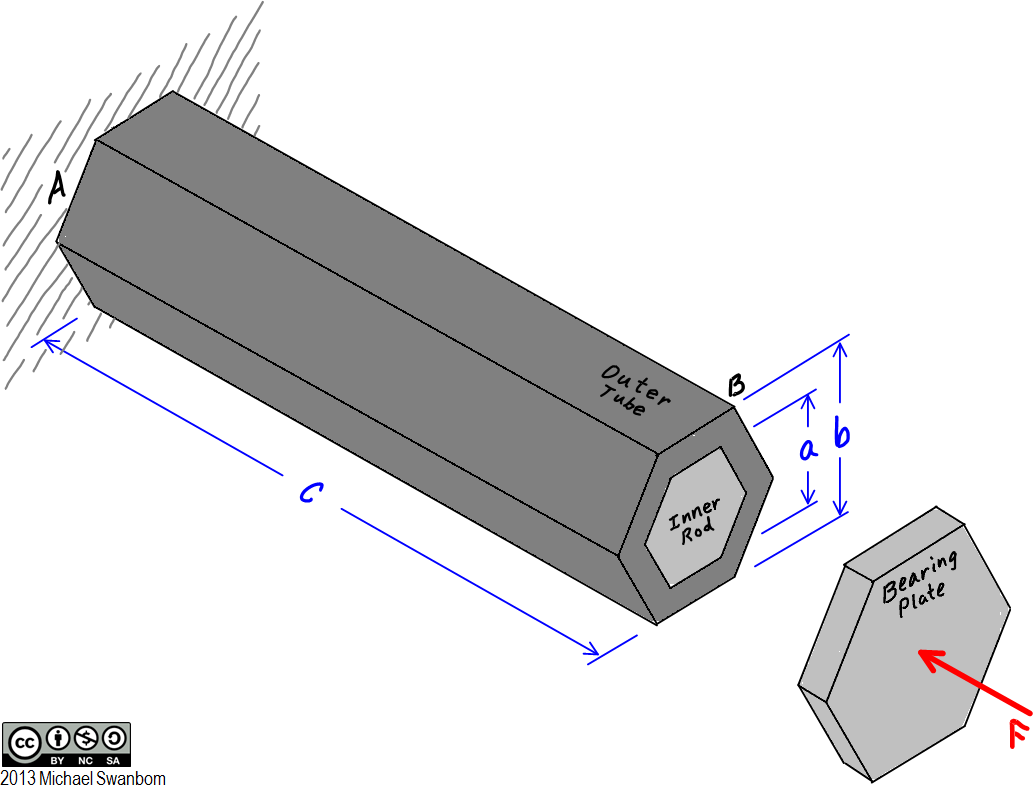 A
Outer
Tube
B
a
b
c
Inner
Rod
Bearing
Plate
F
cc
BY NC SA
2013 Michael Swanbom